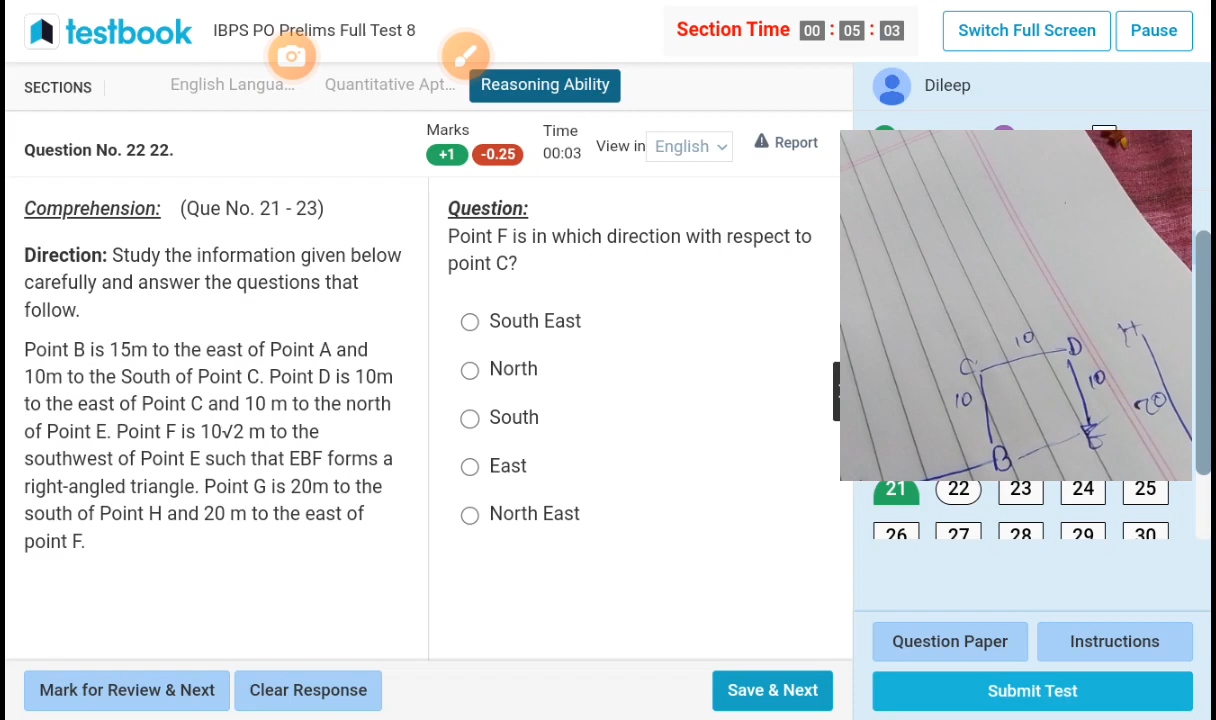 testbook
IBPS PO Prelims Full Test 8
Section Time 00 : 05 : 03
Switch Full Screen
Pause
SECTIONS
English Langua...
Quantitative Apt...
Reasoning Ability
Dileep
Question No. 22 22.
Marks
+1 -0.25
Time
00:03
View in English
Report
Comprehension: (Que No. 21 - 23)
Direction: Study the information given below
carefully and answer the questions that
follow.
Point B is 15m to the east of Point A and
10m to the South of Point C. Point D is 10m
to the east of Point C and 10 m to the north
of Point E. Point F is 10√2 m to the
southwest of Point E such that EBF forms a
right-angled triangle. Point G is 20m to the
south of Point H and 20 m to the east of
point F.
Question:
Point F is in which direction with respect to
point C?
South East
North
South
East
North East
10
C
D
H
10
10
20
B
E
21 22 23 24 25
26 27 28 29 30
Question Paper
Instructions
Mark for Review & Next
Clear Response
Save & Next
Submit Test